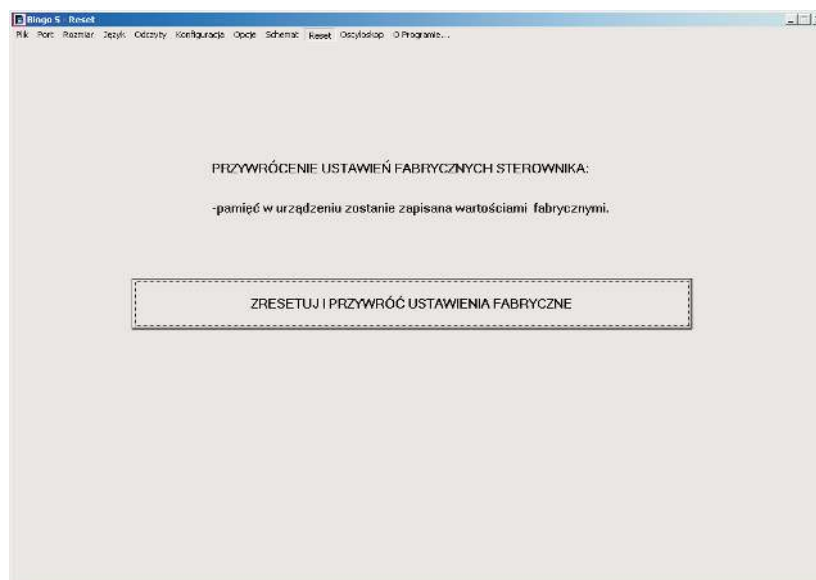 Bingo S - Reset
Plik Port Rozmiar Język Odczyty Konfiguracja Opcje Schemat Reset Oscyloskop O Programie...
PRZYWRÓCENIE USTAWIEŃ FABRYCZNYCH STEROWNIKA:
-pamięć w urządzeniu zostanie zapisana wartościami fabrycznymi.
ZRESETUJ I PRZYWRÓĆ USTAWIENIA FABRYCZNE